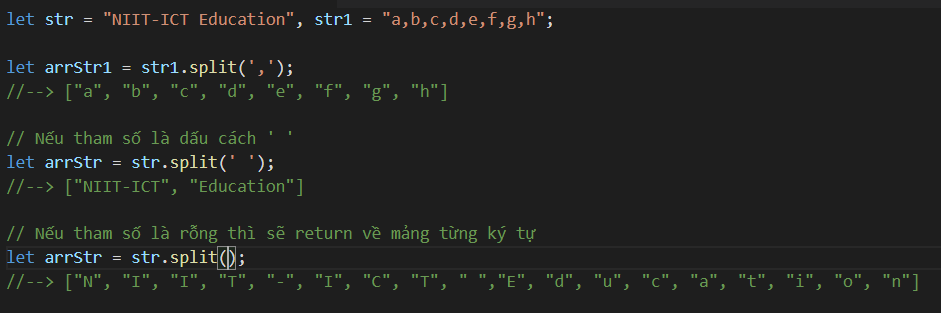 let str = "NIIT-ICT Education", str1 = "a,b,c,d,e,f,g,h";
let arrStr1 = str1.split(',');
//--> ["a", "b", "c", "d", "e", "f", "g", "h"]
// Nếu tham số là dấu cách ' '
let arrStr = str.split(' ');
//--> ["NIIT-ICT", "Education"]
// Nếu tham số là rỗng thì sẽ return về mảng từng ký tự
let arrStr = str.split();
//--> ["N", "I", "I", "T", "-", "I", "C", "T", " ","E", "d", "u", "c", "a", "t", "i", "o", "n"]